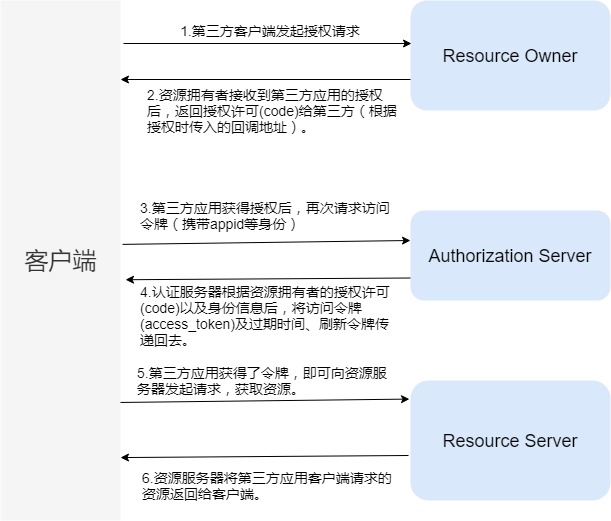 1.第三方客户端发起授权请求
Resource Owner
2.资源拥有者接收到第三方应用的授权
后，返回授权许可(code)给第三方（根据
授权时传入的回调地址）。
3.第三方应用获得授权后，再次请求访问
令牌（携带appid等身份）
客户端
Authorization Server
4.认证服务器根据资源拥有者的授权许可
(code)以及身份信息后，将访问令牌
(access_token)及过期时间、刷新令牌传
递回去。
5.第三方应用获得了令牌，即可向资源服
务器发起请求，获取资源。
Resource Server
6.资源服务器将第三方应用客户端请求的
资源返回给客户端。